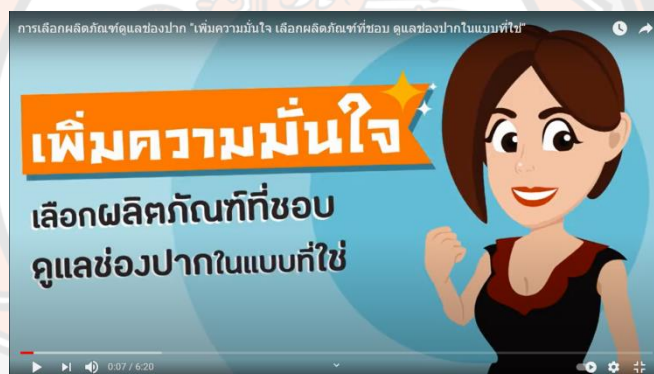 การเลือกผลิตภัณฑ์ดูแลช่องปาก "เพิ่มความมั่นใจ เลือกผลิตภัณฑ์ที่ชอบ ดูแลช่องปากในแบบที่ใช่"
เพิ่มความมั่นใจ
เลือกผลิตภัณฑ์ที่ชอบ
ดูแลช่องปากในแบบที่ใช่
0:07 / 6:20